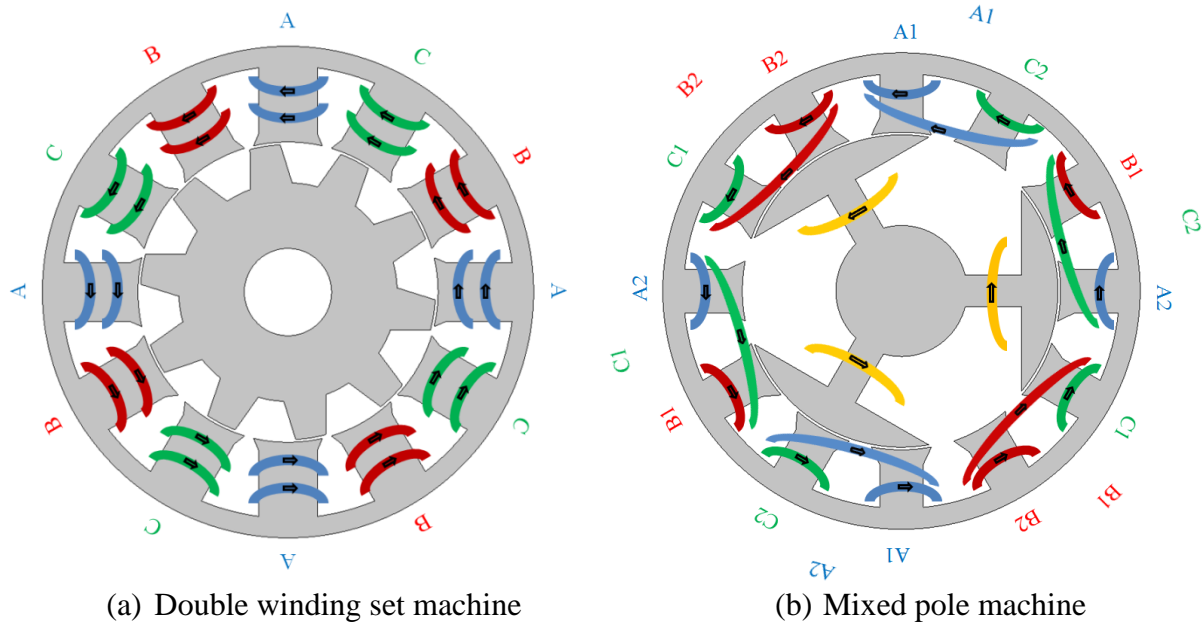 A
B
C
C
B
A
A
B
C
C
B
A
(a) Double winding set machine
A1
A1
B2
B2
C2
C1
B1
C2
A2
A2
C1
C1
B1
B1
C2
B2
A1
A2
(b) Mixed pole machine